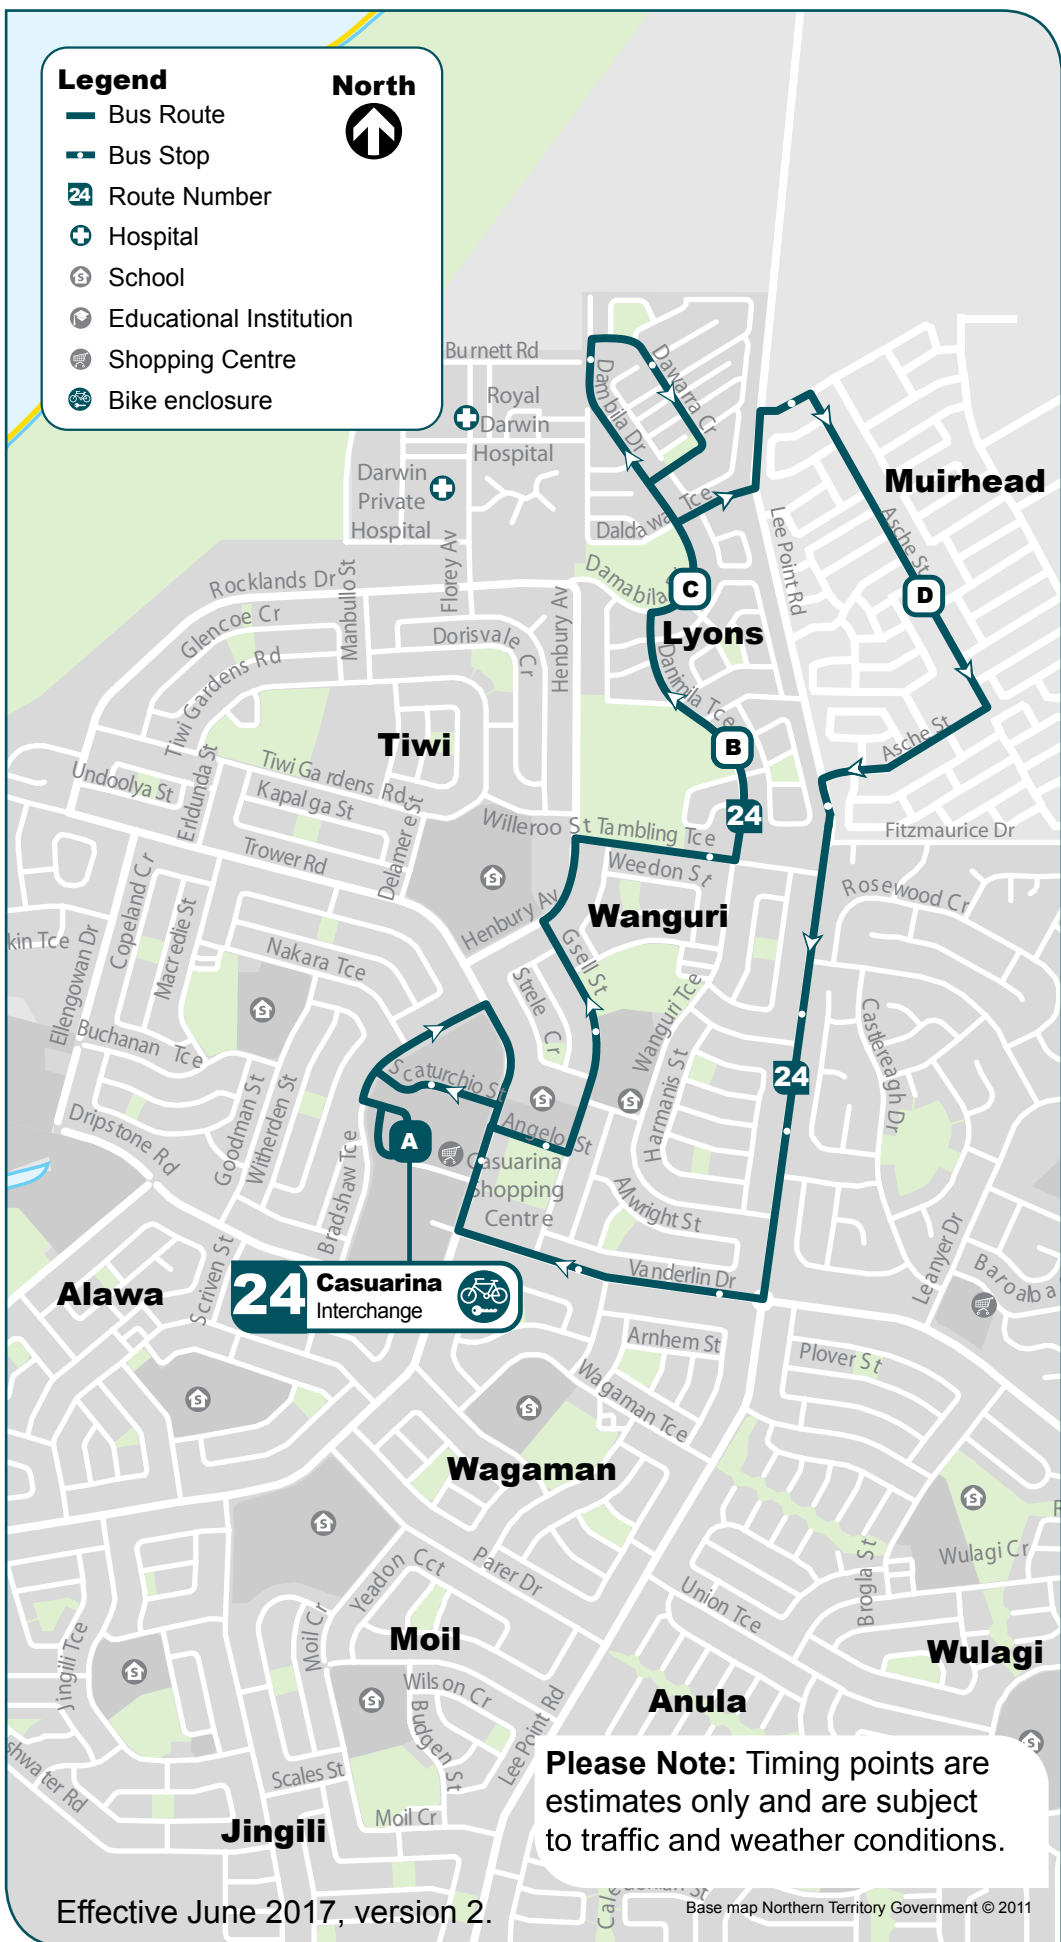 Legend
North
Bus Route
Bus Stop
24 Route Number
Hospital
S School
Educational Institution
Shopping Centre
Bike enclosure
Burnett Rd
Royal
Darwin
Hospital
Darwin
Private
Hospital
Dambila Dr
Dawarra Cr
Muirhead
Asche St
Lee Point Rd
Daldawa Tce
Damabila
C
D
Lyons
Danimila Tce
B
24
Asche St
Fitzmaurice Dr
Rocklands Dr
Glencoe Cr
Manbullo St
Florey Av
Dorisvale Cr
Henbury Av
Tiwi Gardens Rd
Tiwi
Undoolya St
Erldunda St
Tiwi Gardens Rd
Kapalga St
Delamere St
Willeroo St
Tambling Tce
Weedon St
Trower Rd
S
Wanguri
Rosewood Cr
Henbury Av
kin Tce
Ellengowan Dr
Copeland Cr
Macredie St
Nakara Tce
Gsell St
Strele Cr
Wanguri Tce
Castlereagh Dr
S
Buchanan Tce
Scaturchio St
24
Harmanis St
S
S
Angelo St
Goodman St
Witherden St
Dripstone Rd
Bradshaw Tce
A
Casuarina
Shopping
Centre
Alwright St
Vanderlin Dr
Leanyer Dr
Baroalba
Alawa
Scriven St
24 Casuarina
Interchange
Arnhem St
Plover St
Wagaman Tce
S
S
Wagaman
S
S
R
Wulagi Cr
Brogla St
Yeadon Cct
Parer Dr
Union Tce
Moil Cr
Moil
Wulagi
Jingili Tce
S
S
Wilson Cr
Budgen St
Lee Point Rd
Anula
S
shwater Rd
Scales St
Moil Cr
Jingili
Please Note: Timing points are
estimates only and are subject
to traffic and weather conditions.
Effective June 2017, version 2.
Base map Northern Territory Government © 2011